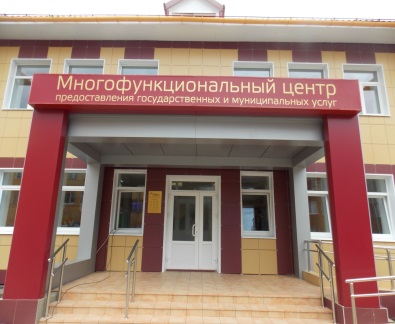 Многофункциональный центр
предоставления государственных и муниципальных услуг